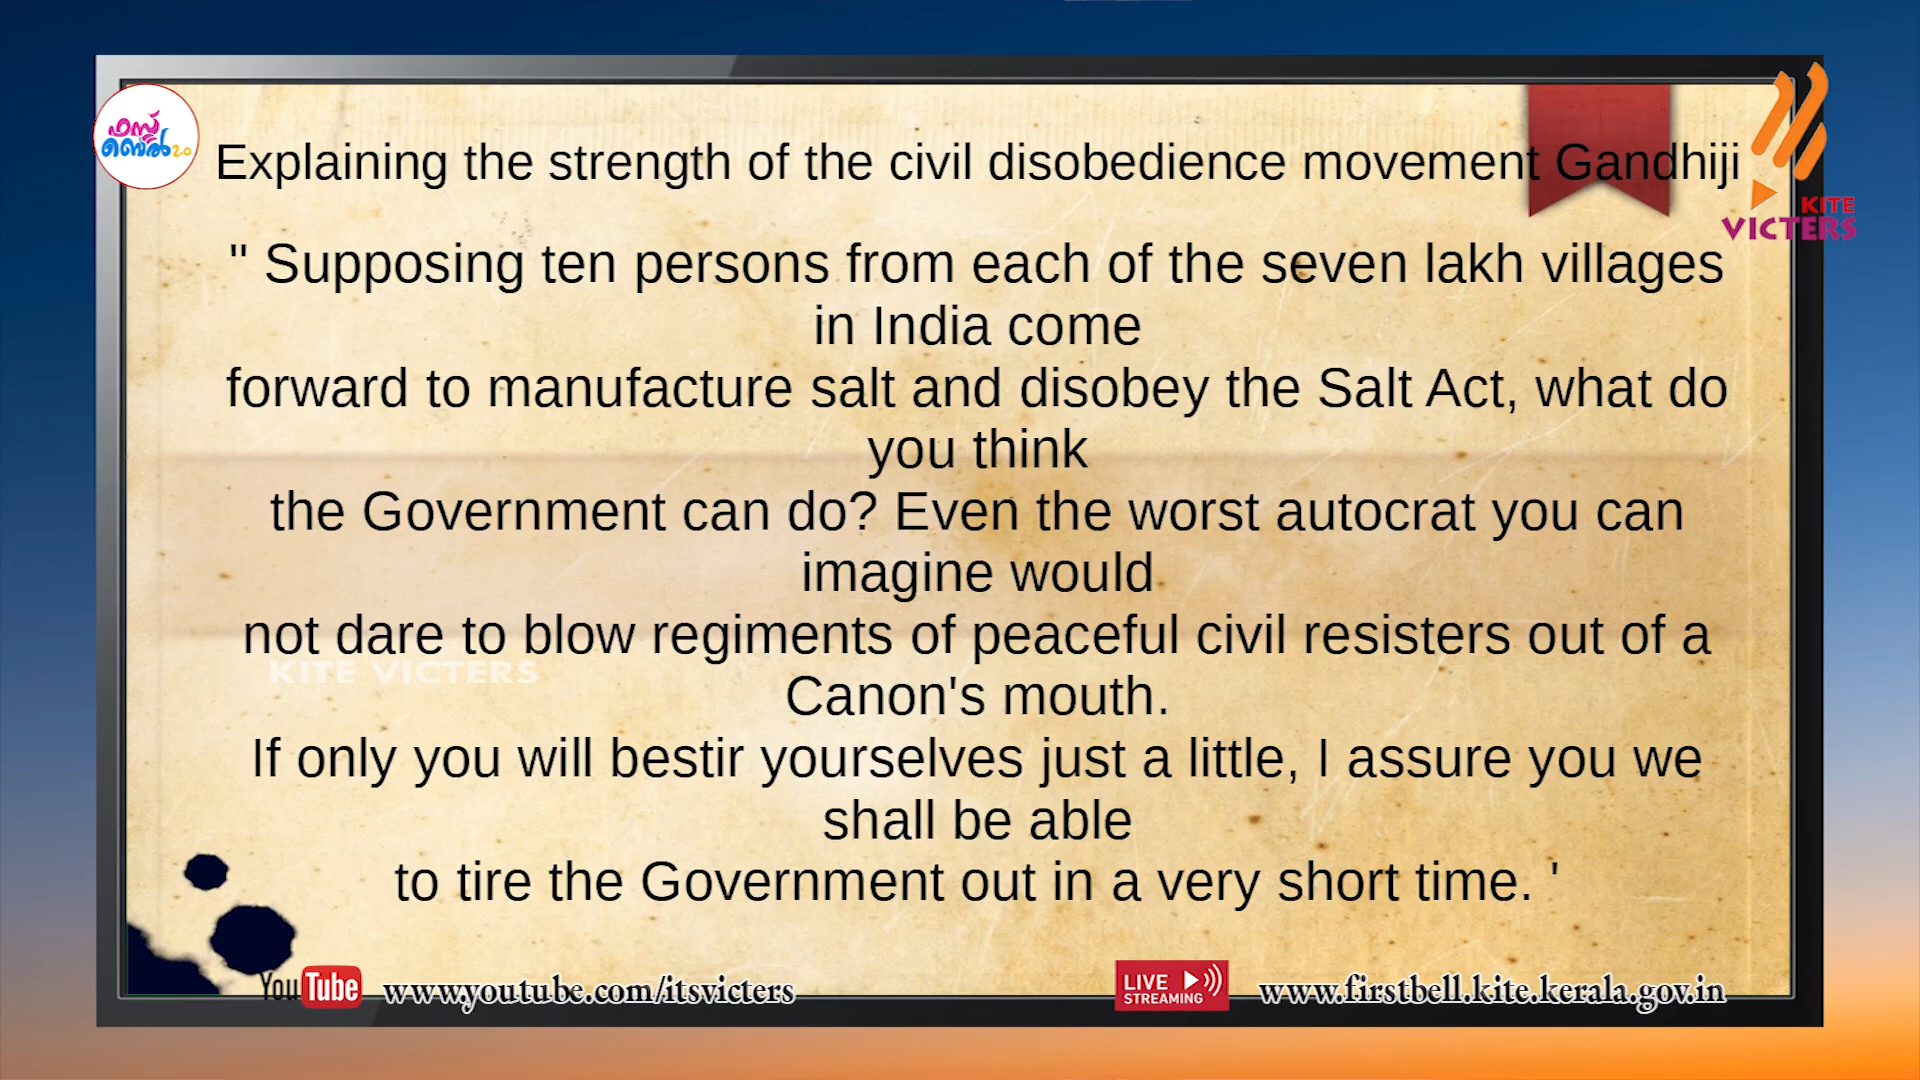 ഫസ്റ്റ്
ബെൽ 2.0
Explaining the strength of the civil disobedience movement Gandhiji
KITE
VICTERS
" Supposing ten persons from each of the seven lakh villages
in India come
forward to manufacture salt and disobey the Salt Act, what do
you think
the Government can do? Even the worst autocrat you can
imagine would
not dare to blow regiments of peaceful civil resisters out of a
KITE VICTERS
Canon's mouth.
If only you will bestir yourselves just a little, I assure you we
shall be able
to tire the Government out in a very short time. '
YouTube www.youtube.com/itsvicters
LIVE
STREAMING
www.firstbell.kite.kerala.gov.in